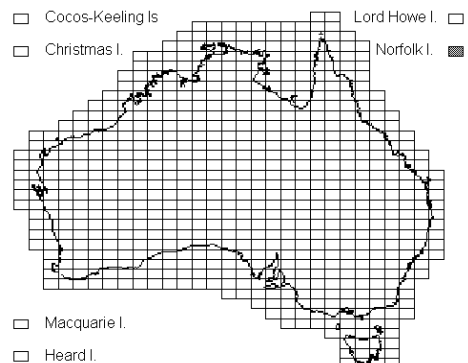 Cocos-Keeling Is
Lord Howe I.
Christmas I.
Norfolk I.
Macquarie I.
Heard I.